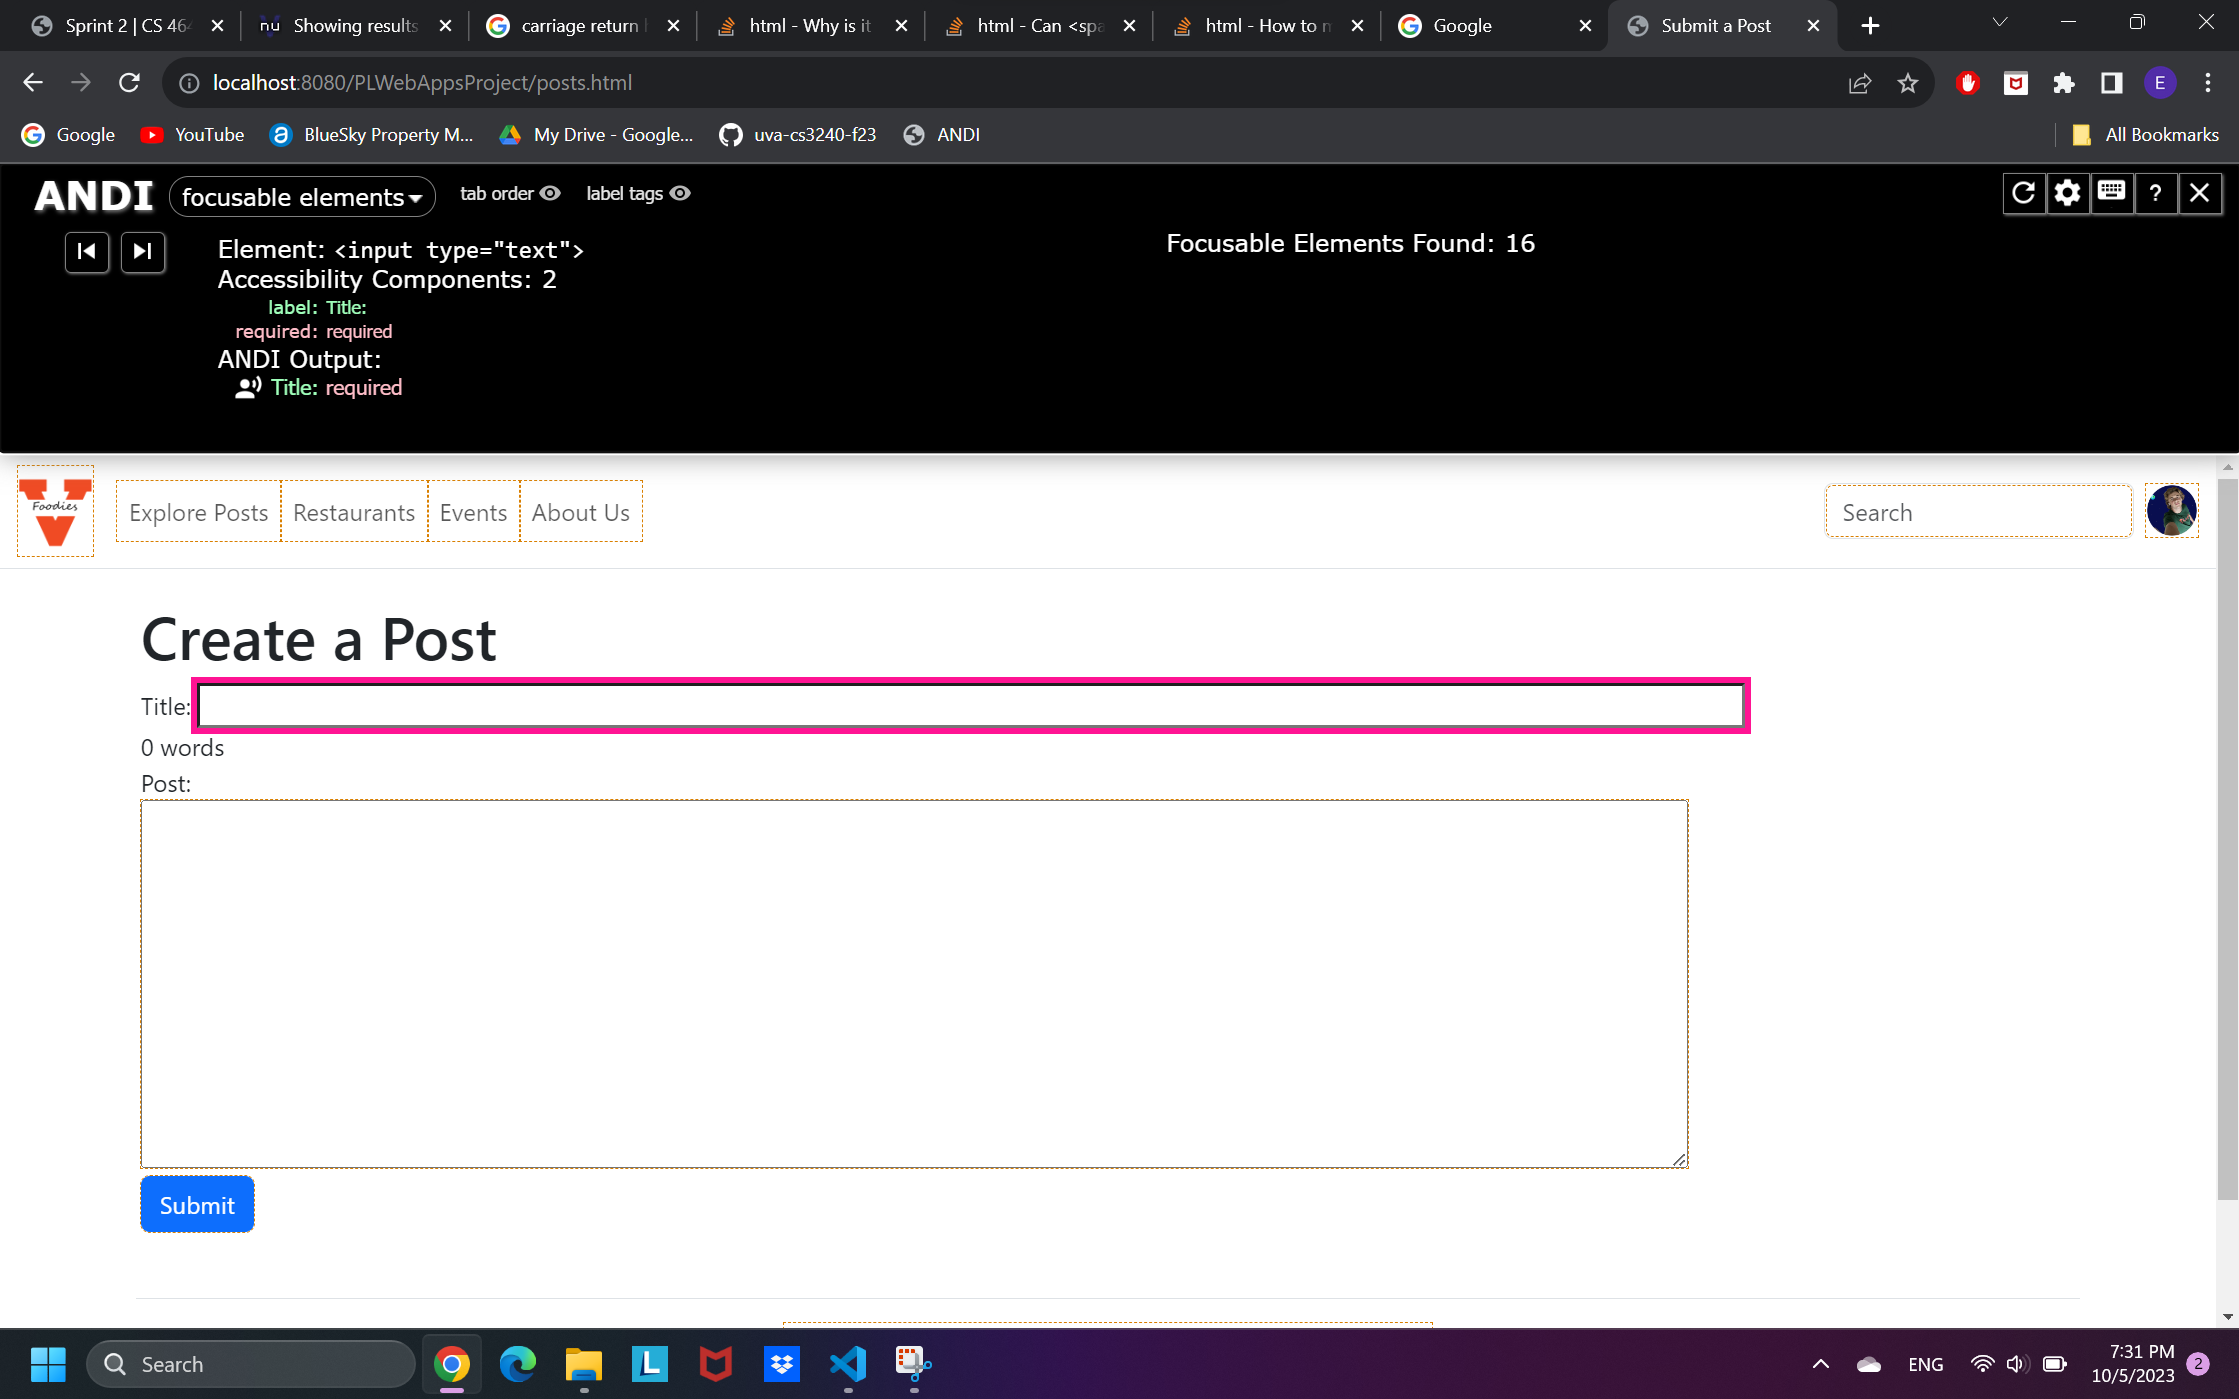 Sprint 2 | CS 464
nu Showing results
carriage return
html - Why is it
html - Can <spa
html - How to m
Google
Submit a Post
localhost:8080/PLWebAppsProject/posts.html
E
Google
YouTube
BlueSky Property M...
My Drive - Google...
uva-cs3240-f23
ANDI
All Bookmarks
ANDI
focusable elements
tab order
label tags
?
Element: <input type="text">
Focusable Elements Found: 16
Accessibility Components: 2
label: Title:
required: required
ANDI Output:
Title: required
V Foodies
Explore Posts
Restaurants
Events
About Us
Search
Create a Post
Title:
0 words
Post:
Submit
Search
L
ENG
7:31 PM
10/5/2023
2